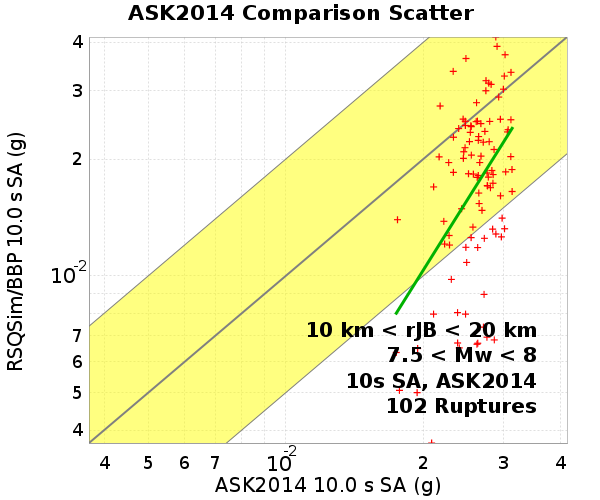 ASK2014 Comparison Scatter
RSQSim/BBP 10.0 s SA (g)
4
3
2
10-2
7
6
5
4
10 km < rJB < 20 km
7.5 < Mw < 8
10s SA, ASK2014
102 Ruptures
4 5 6 7 10-2 2 3 4
ASK2014 10.0 s SA (g)